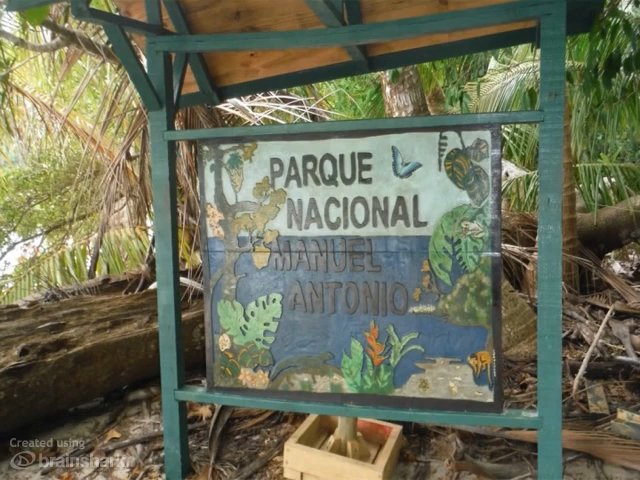 PARQUE
NACIONAL
MANUEL
ANTONIO
Created using
brainshark